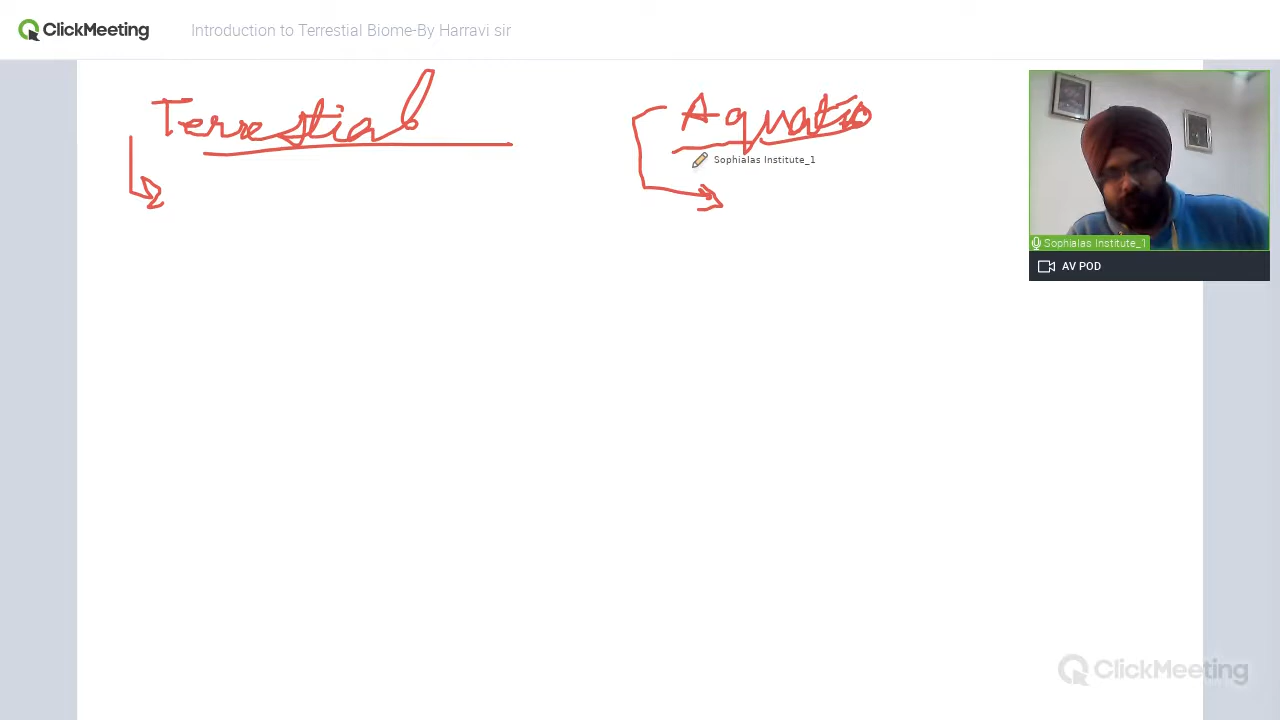 ClickMeeting Introduction to Terrestial Biome-By Harravi sir
Terrestial
Aquatic
Sophialas Institute_1
Sophialas Institute_1
AV POD
ClickMeeting